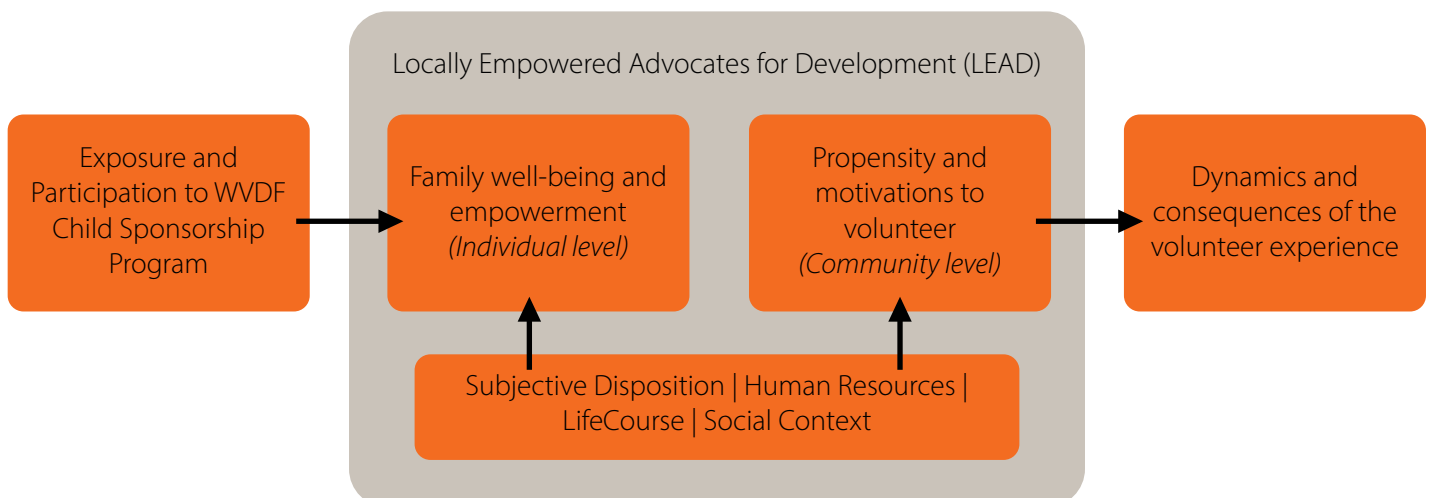 Locally Empowered Advocates for Development (LEAD)
Exposure and
Participation to WVDF
Child Sponsorship
Program
Family well-being and
empowerment
(Individual level)
Propensity and
motivations to
volunteer
(Community level)
Dynamics and
consequences of the
volunteer experience
Subjective Disposition | Human Resources |
LifeCourse | Social Context